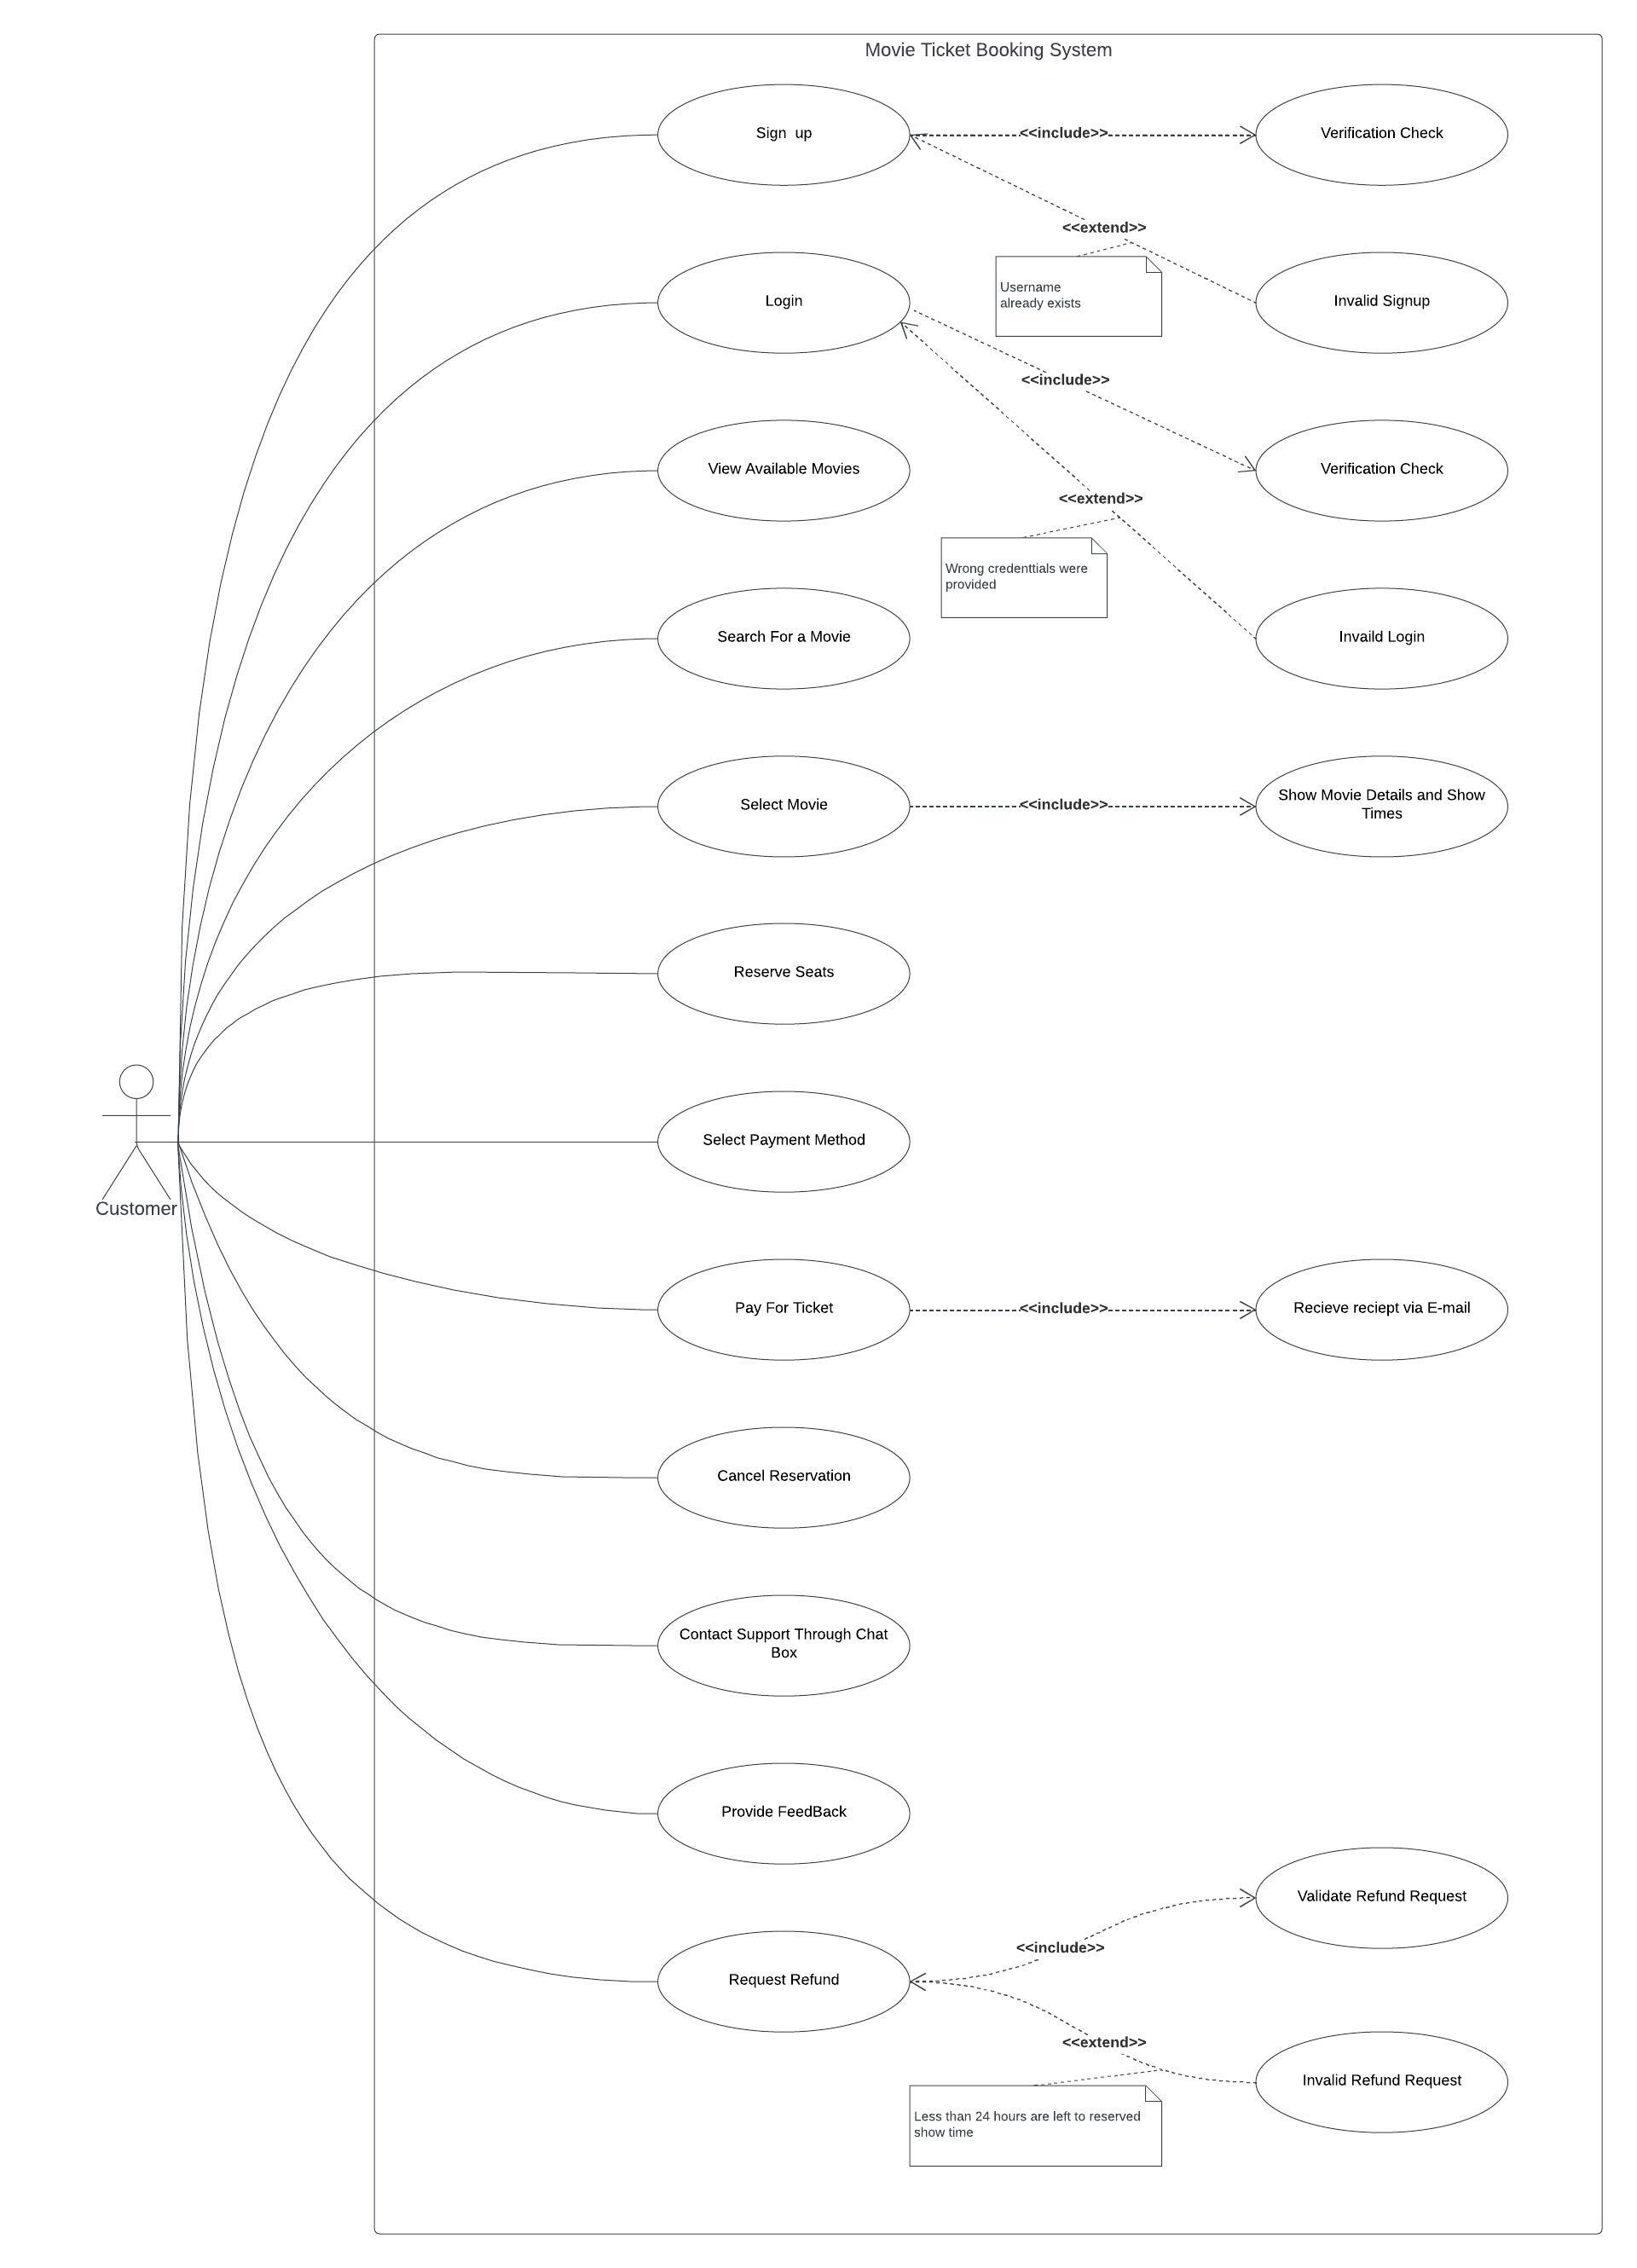 Movie Ticket Booking System
Sign  up
<<include>>
Verification Check
<<extend>>
Username
already exists
Login
Invalid Signup
<<include>>
View Available Movies
Verification Check
<<extend>>
Wrong credenttials were
provided
Search For a Movie
Invaild Login
Select Movie
<<include>>
Show Movie Details and Show
Times
Reserve Seats
Customer
Select Payment Method
Pay For Ticket
<<include>>
Recieve reciept via E-mail
Cancel Reservation
Contact Support Through Chat
Box
Provide FeedBack
Validate Refund Request
<<include>>
Request Refund
<<extend>>
Invalid Refund Request
Less than 24 hours are left to reserved
show time